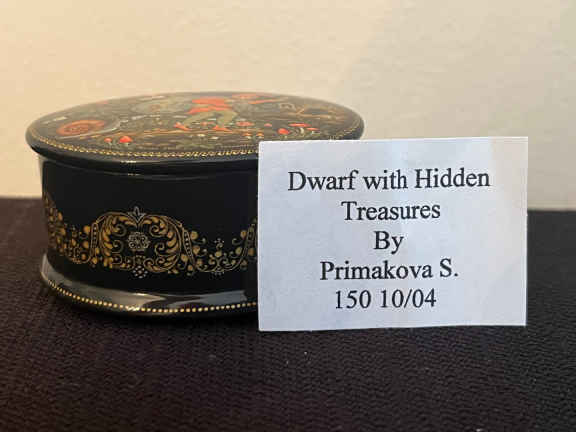 Dwarf with Hidden
Treasures
By
Primakova S.
150 10/04